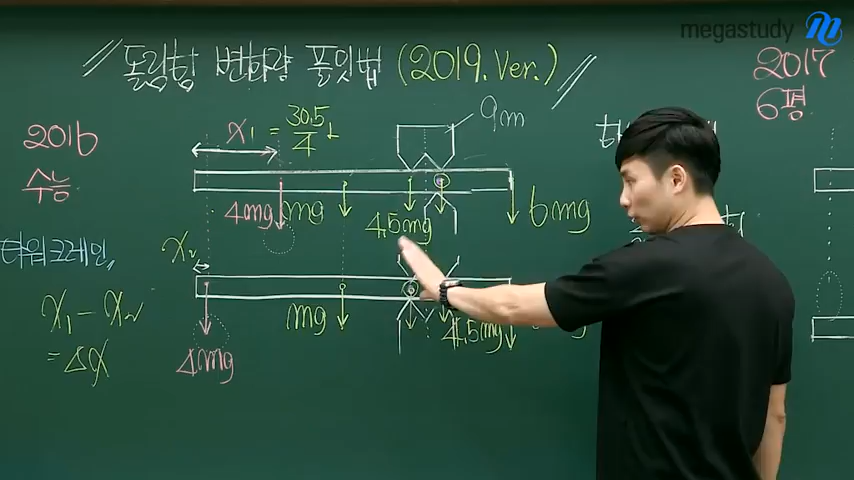 megastudy
돌림힘 변화량 풀잇법 (2019. Ver.)
2017
6평
2016
수능
x₁ = 30.5/4 L
9m
4mg
mg
4.5mg
6mg
타워크레인,,
x₂
x₁ - x₂
= Δx
4mg
mg
4.5mg